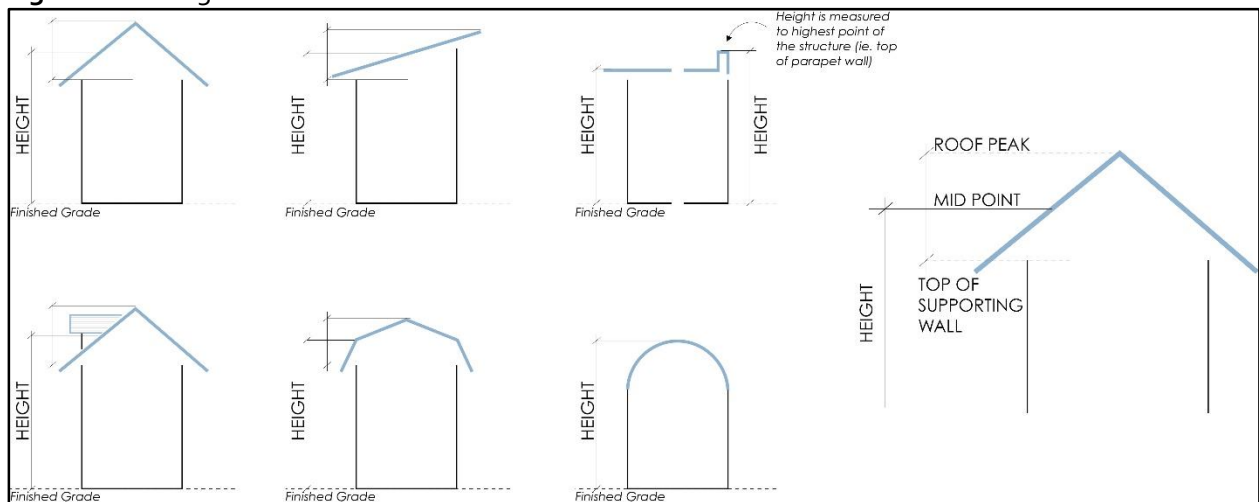 Height is measured
to highest point of
the structure (ie. top
of parapet wall)
HEIGHT
HEIGHT
HEIGHT
HEIGHT
Finished Grade
Finished Grade
Finished Grade
ROOF PEAK
MID POINT
TOP OF
SUPPORTING
WALL
HEIGHT
HEIGHT
HEIGHT
HEIGHT
Finished Grade
Finished Grade
Finished Grade